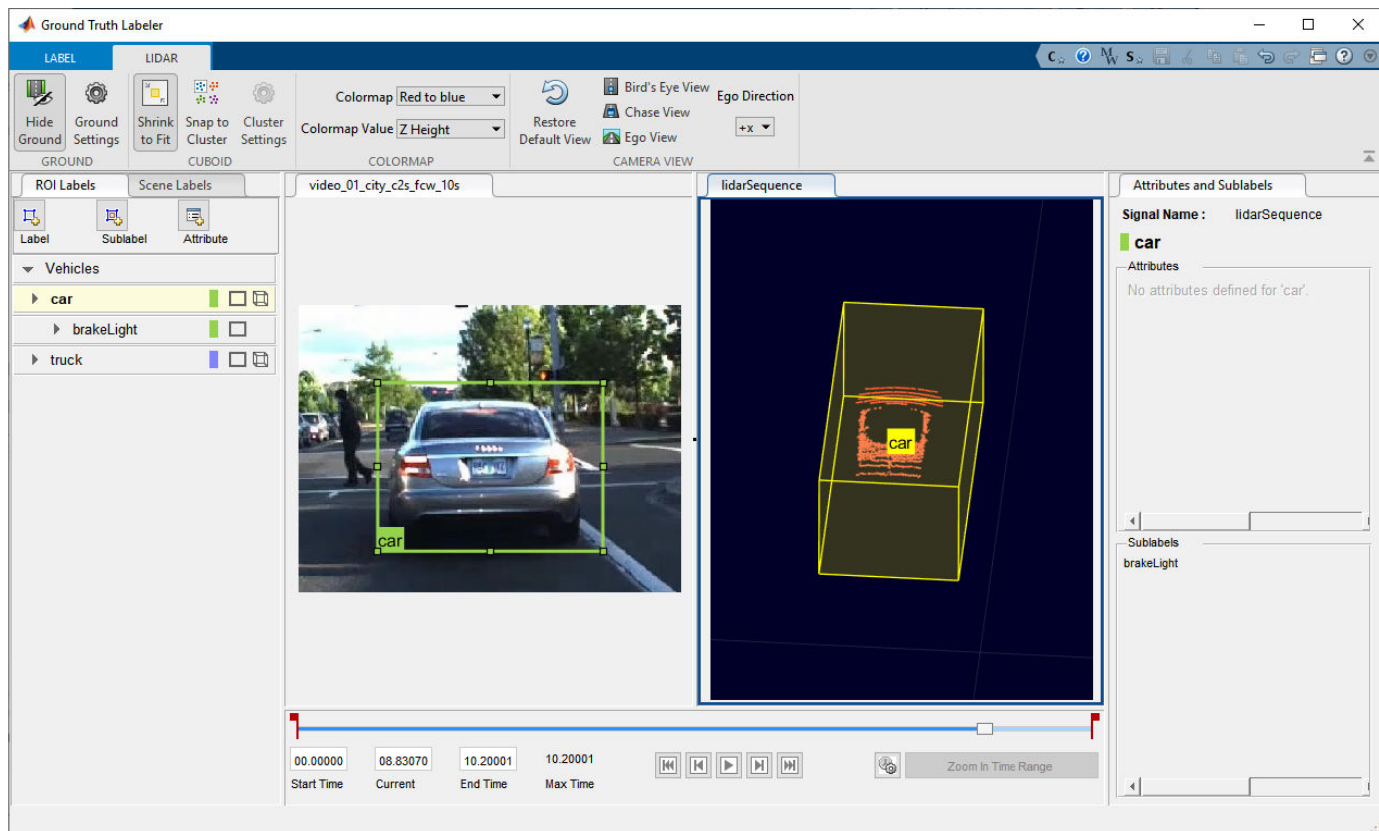 Ground Truth Labeler
LABEL LIDAR
Hide Ground
Ground Settings
Shrink to Fit
Snap to Cluster
Cluster Settings
Colormap Red to blue
Colormap Value Z Height
Restore Default View
Bird's Eye View
Chase View
Ego View
Ego Direction
+x
GROUND CUBOID COLORMAP CAMERA VIEW
ROI Labels Scene Labels
Label Sublabel Attribute
Vehicles
car
brakeLight
truck
video_01_city_c2s_fcw_10s
car
lidarSequence
car
00.00000 08.83070 10.20001 10.20001
Start Time Current End Time Max Time
Zoom In Time Range
Attributes and Sublabels
Signal Name : lidarSequence
car
Attributes
No attributes defined for 'car'.
Sublabels
brakeLight